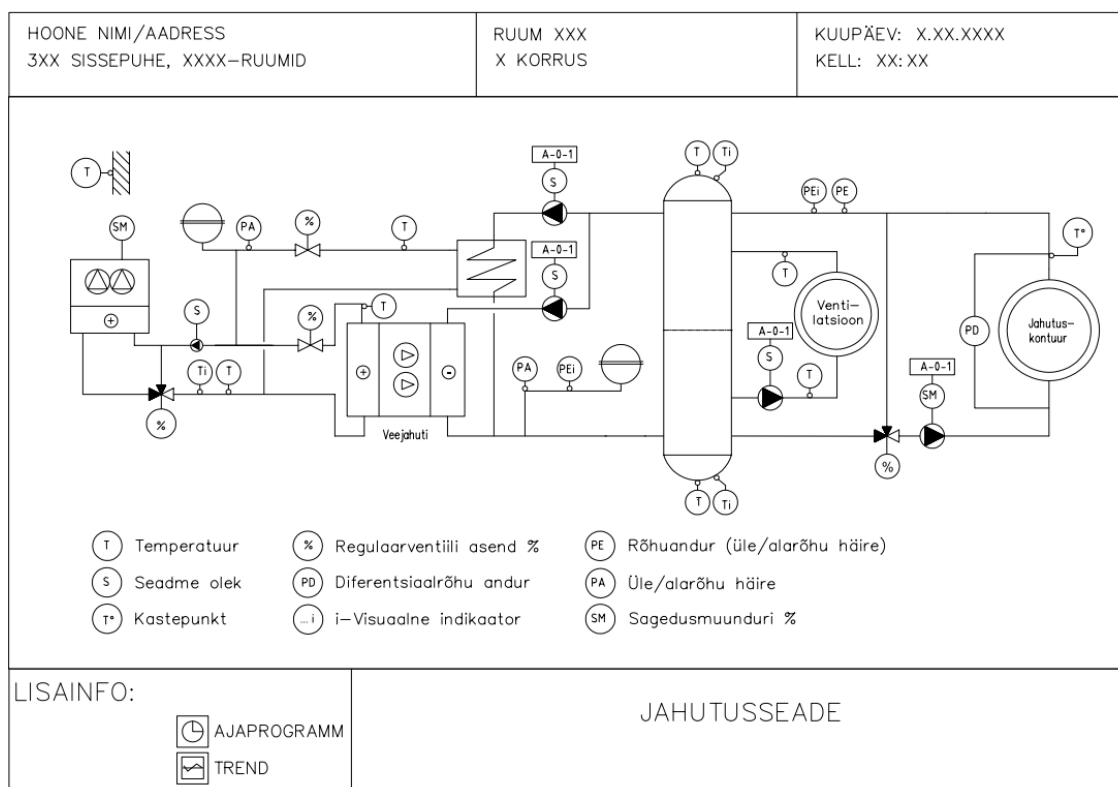 HOONE NIMI/AADRESS
3XX SISSEPUHE, XXXX-RUUMID
RUUM XXX
X KORRUS
KUUPÄEV: X.XX.XXXX
KELL: XX:XX
A-0-1
T
Ti
S
T
PEi
PE
SM
PA
%
T
A-0-1
T°
S
T
S
%
T
Venti-
latsioon
PD
Jahutus-
kontuur
A-0-1
Ti
T
PA
PEi
S
T
A-0-1
SM
%
Veejahuti
%
T
Ti
T
Temperatuur
%
Regulaarventiili asend %
PE
Rõhuandur (üle/alarõhu häire)
S
Seadme olek
PD
Diferentsiaalrõhu andur
PA
Üle/alarõhu häire
T°
Kastepunkt
...i
i-Visuaalne indikaator
SM
Sagedusmuunduri %
LISAINFO:
AJAPROGRAMM
TREND
JAHUTUSSEADE